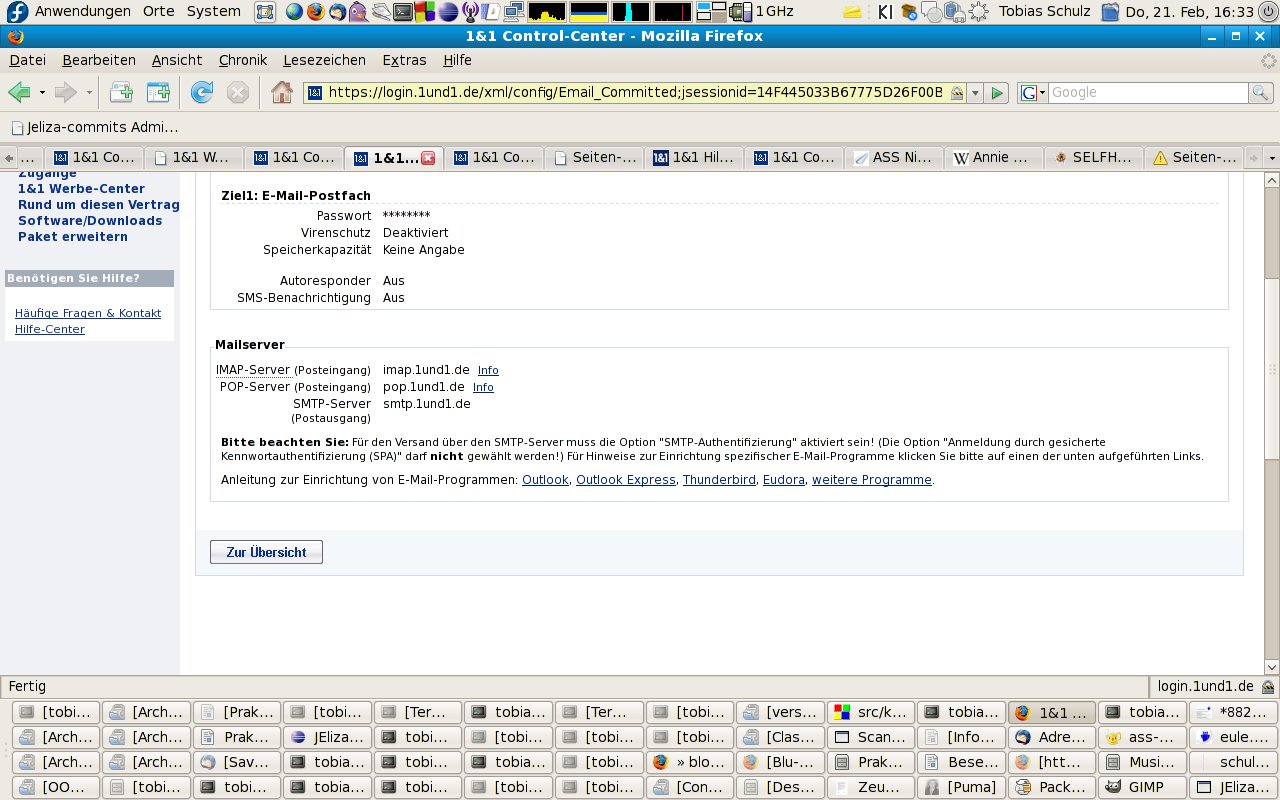 Anwendungen Orte System 1 GHz KI Tobias Schulz Do, 21. Feb, 16:33
1&1 Control-Center - Mozilla Firefox
Datei Bearbeiten Ansicht Chronik Lesezeichen Extras Hilfe
https://login.1und1.de/xml/config/Email_Committed;jsessionid=14F445033B67775D26F00B Google
Jeliza-commits Admi...
... 1&1 Co... 1&1 W... 1&1 Co... 1&1... 1&1 Co... Seiten-... 1&1 Hil... 1&1 Co... ASS Ni... Annie ... SELFH... Seiten-...
Zugänge
1&1 Werbe-Center
Rund um diesen Vertrag
Software/Downloads
Paket erweitern
Benötigen Sie Hilfe?
Häufige Fragen & Kontakt
Hilfe-Center
Ziel1: E-Mail-Postfach
Passwort ********
Virenschutz Deaktiviert
Speicherkapazität Keine Angabe
Autoresponder Aus
SMS-Benachrichtigung Aus
Mailserver
IMAP-Server (Posteingang) imap.1und1.de Info
POP-Server (Posteingang) pop.1und1.de Info
SMTP-Server smtp.1und1.de
(Postausgang)
Bitte beachten Sie: Für den Versand über den SMTP-Server muss die Option "SMTP-Authentifizierung" aktiviert sein! (Die Option "Anmeldung durch gesicherte
Kennwortauthentifizierung (SPA)" darf nicht gewählt werden!) Für Hinweise zur Einrichtung spezifischer E-Mail-Programme klicken Sie bitte auf einen der unten aufgeführten Links.
Anleitung zur Einrichtung von E-Mail-Programmen: Outlook, Outlook Express, Thunderbird, Eudora, weitere Programme.
Zur Übersicht
Fertig login.1und1.de
[tobi... [Arch... [Prak... [tobi... [Ter... tobia... [Ter... [tobi... [vers... src/k... tobia... 1&1 ... tobia... *882...
[Arch... [Arch... Prak... JEliza... tobia... [tobi... [tobi... [tobi... [Clas... Scan... [Info... Adre... ass-... eule....
[Arch... [Arch... [Sav... tobia... tobia... [tobi... [tobi... » blo... [Blu-... Prak... Bese... [htt... Musi... schul...
[OO... [tobi... tobia... tobia... tobia... [tobi... [tobi... [Con... [Des... Zeu... [Puma] Pack... GIMP JEliza...